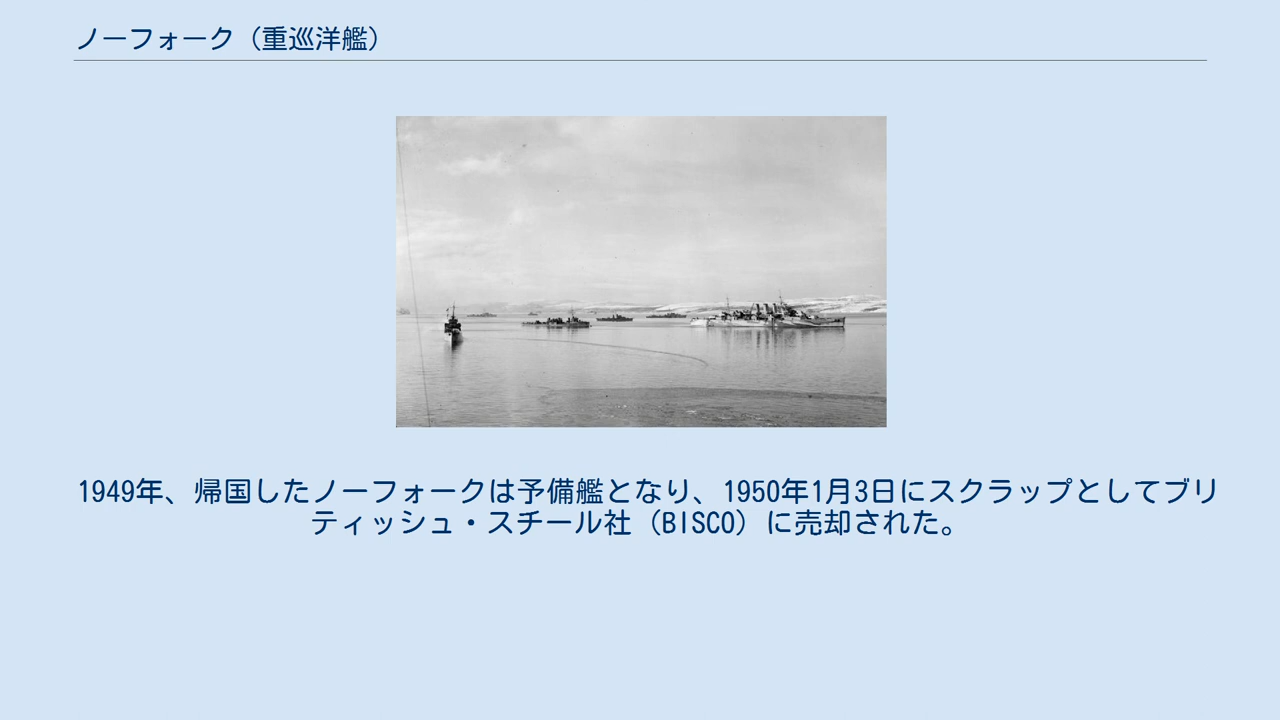 ノーフォーク（重巡洋艦）
1949年、帰国したノーフォークは予備艦となり、1950年1月3日にスクラップとしてブリ
ティッシュ・スチール社（BISCO）に売却された。